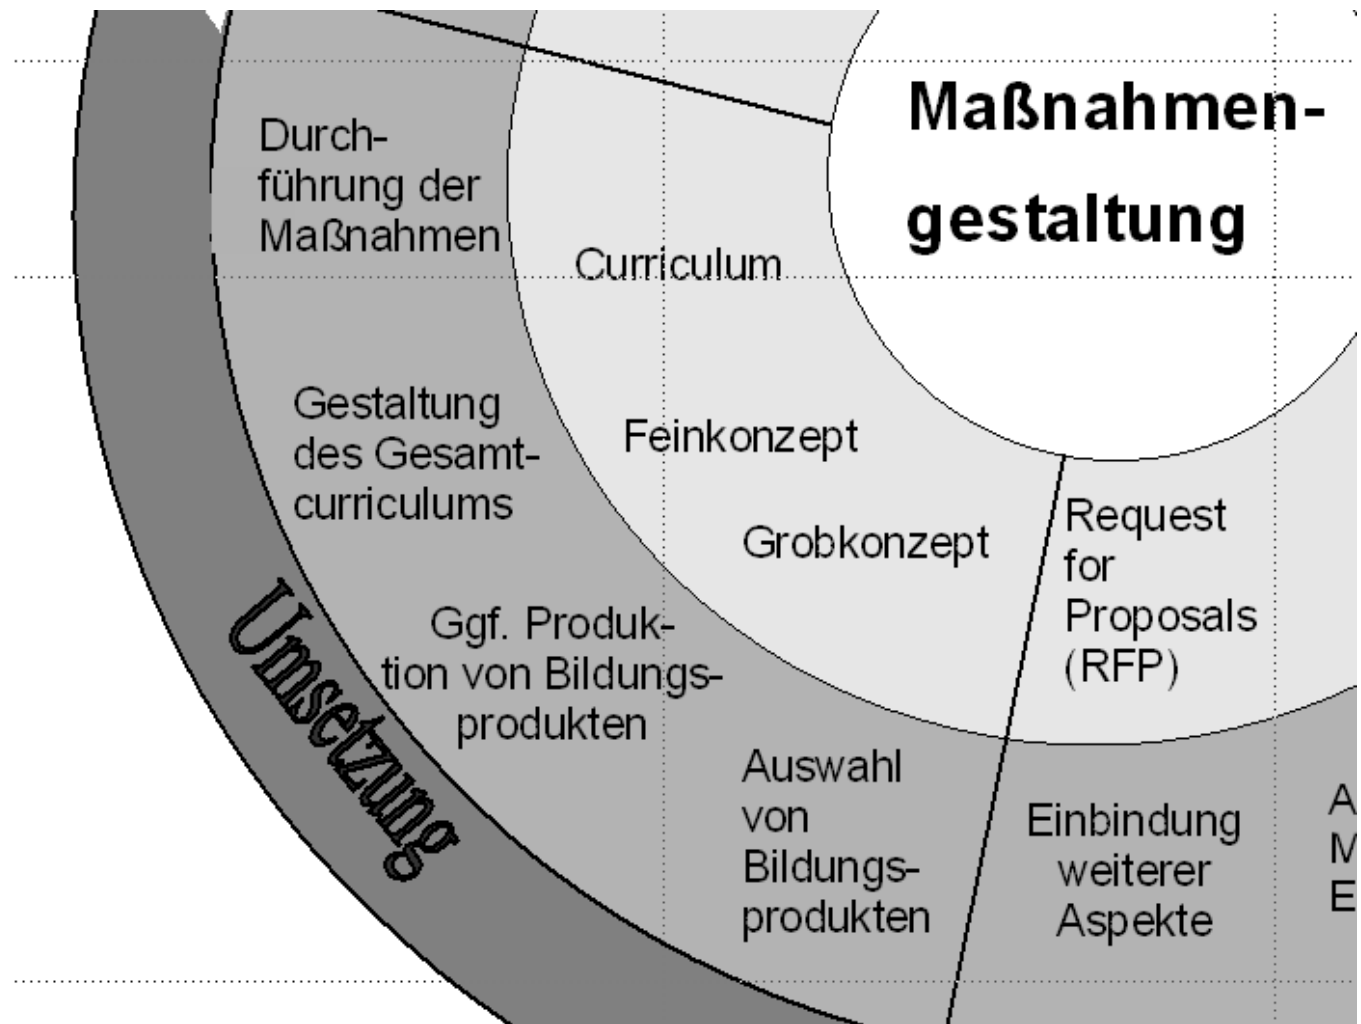 Maßnahmen-
gestaltung
Durch-
führung der
Maßnahmen
Curriculum
Gestaltung
des Gesamt-
curriculums
Feinkonzept
Grobkonzept
Request
for
Proposals
(RFP)
Ggf. Produk-
tion von Bildungs-
produkten
Umsetzung
Auswahl
von
Bildungs-
produkten
Einbindung
weiterer
Aspekte
A
M
E